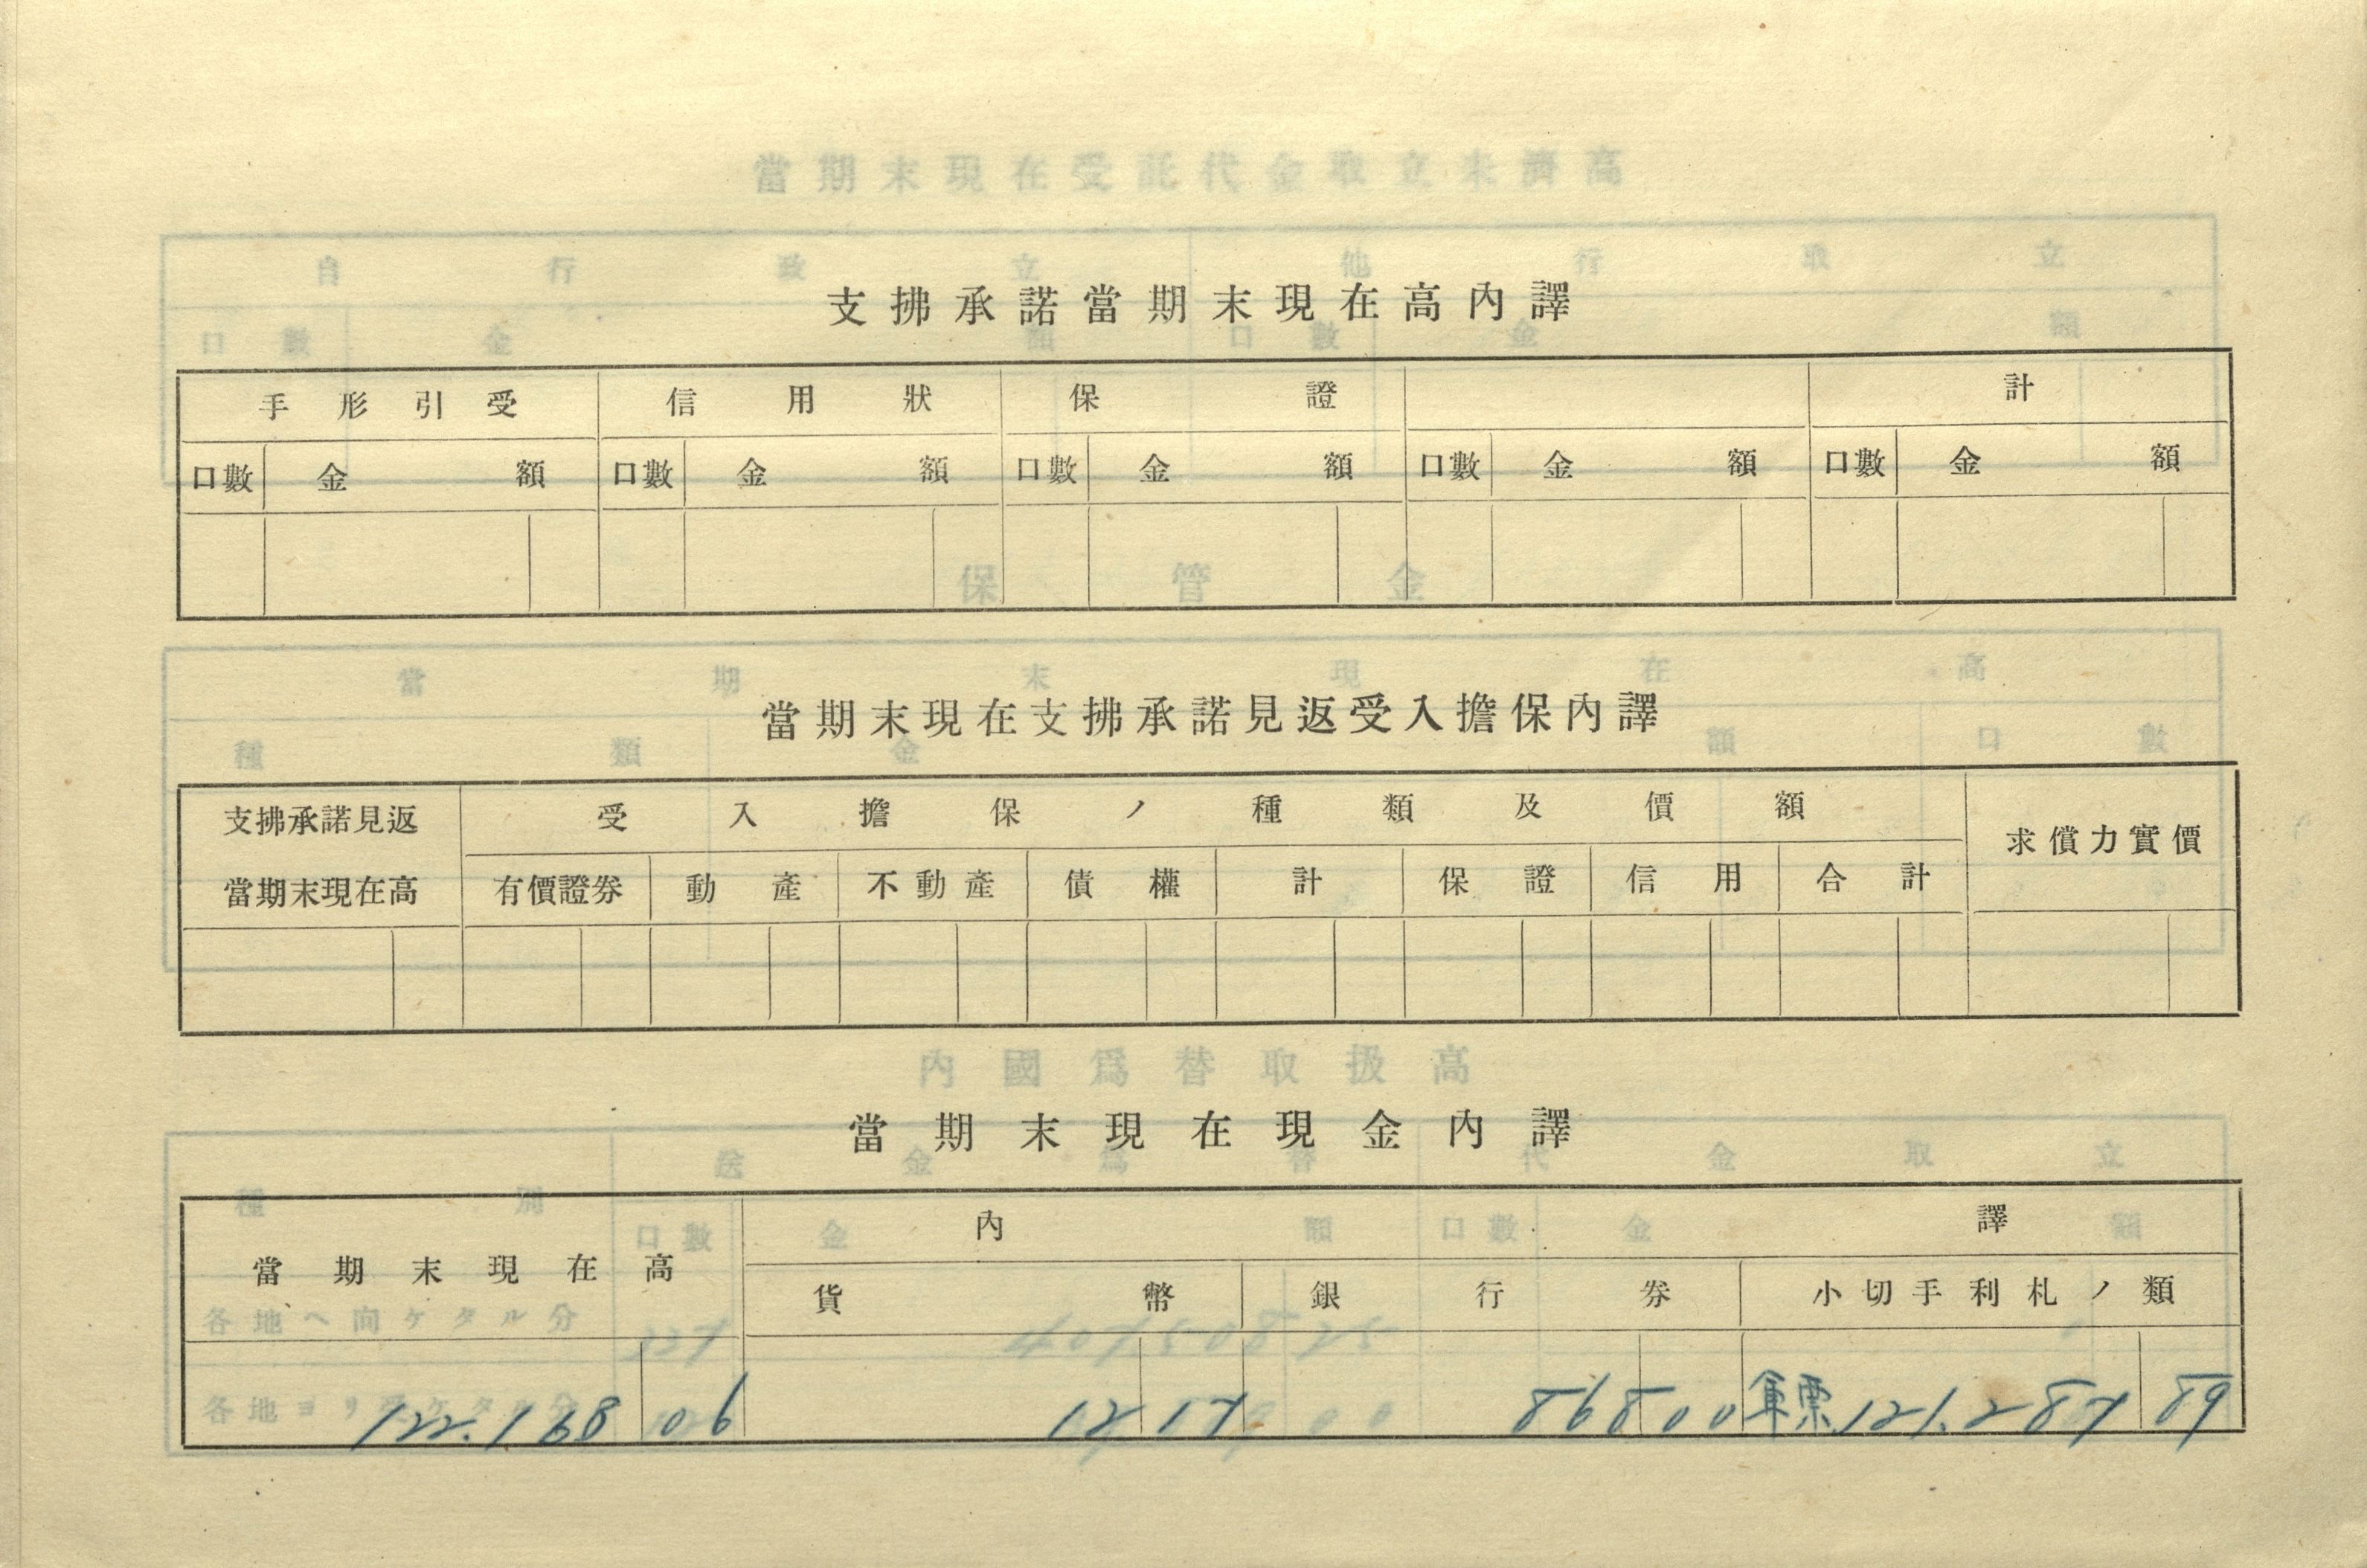 支拂承諾當期末現在高內譯
手形引受 信用狀 保證 計
口數 金額 口數 金額 口數 金額 口數 金額 口數 金額
當期末現在支拂承諾見返受入擔保內譯
支拂承諾見返 受入擔保ノ種類及價額 求償力實價
當期末現在高 有價證券 動產 不動產 債權 計 保證 信用 合計
當期末現在現金內譯
當期末現在高 內譯
貨幣 銀行券 小切手利札ノ類
122.168 06 12 17 868 00 軍票 121.287 89